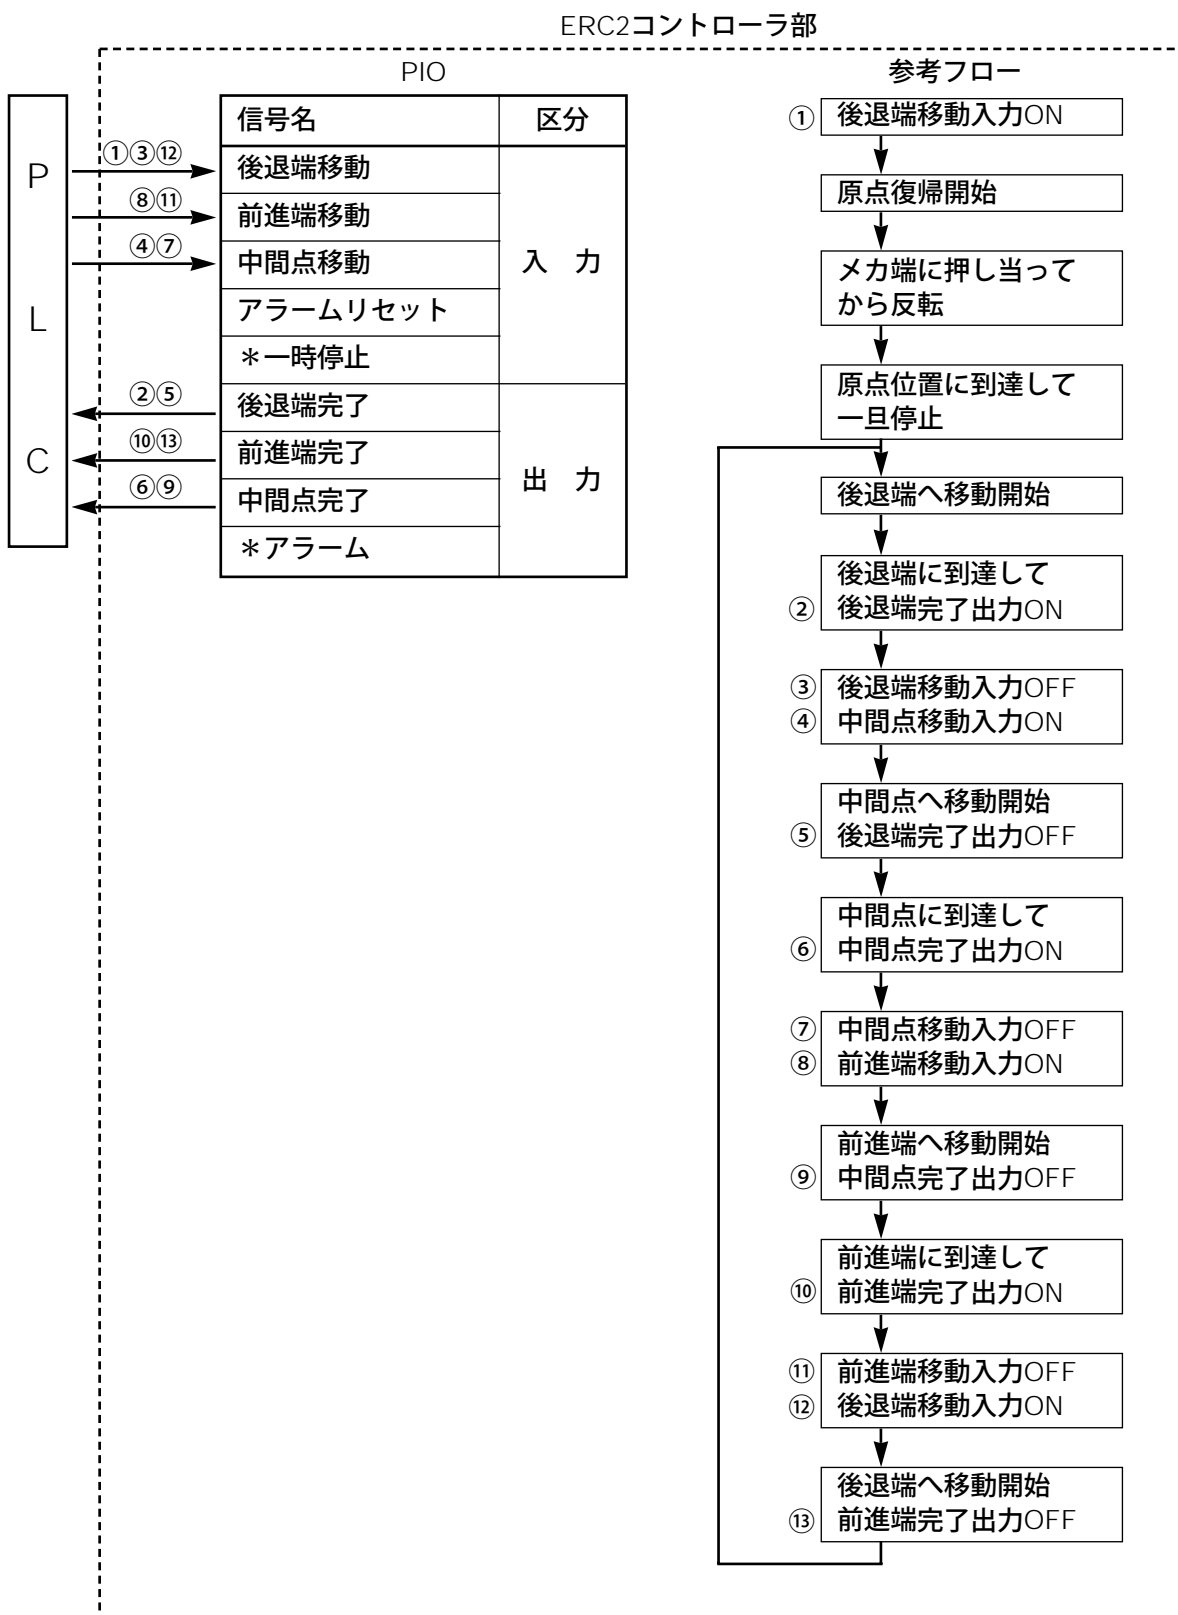 ERC2コントローラ部
PIO
P
L
C
①③⑫
⑧⑪
④⑦
②⑤
⑩⑬
⑥⑨
信号名 区分
後退端移動
前進端移動
中間点移動
アラームリセット
＊一時停止
入 力
後退端完了
前進端完了
中間点完了
＊アラーム
出 力
参考フロー
① 後退端移動入力ON
原点復帰開始
メカ端に押し当って
から反転
原点位置に到達して
一旦停止
後退端へ移動開始
後退端に到達して
② 後退端完了出力ON
③ 後退端移動入力OFF
④ 中間点移動入力ON
中間点へ移動開始
⑤ 後退端完了出力OFF
中間点に到達して
⑥ 中間点完了出力ON
⑦ 中間点移動入力OFF
⑧ 前進端移動入力ON
前進端へ移動開始
⑨ 中間点完了出力OFF
前進端に到達して
⑩ 前進端完了出力ON
⑪ 前進端移動入力OFF
⑫ 後退端移動入力ON
後退端へ移動開始
⑬ 前進端完了出力OFF